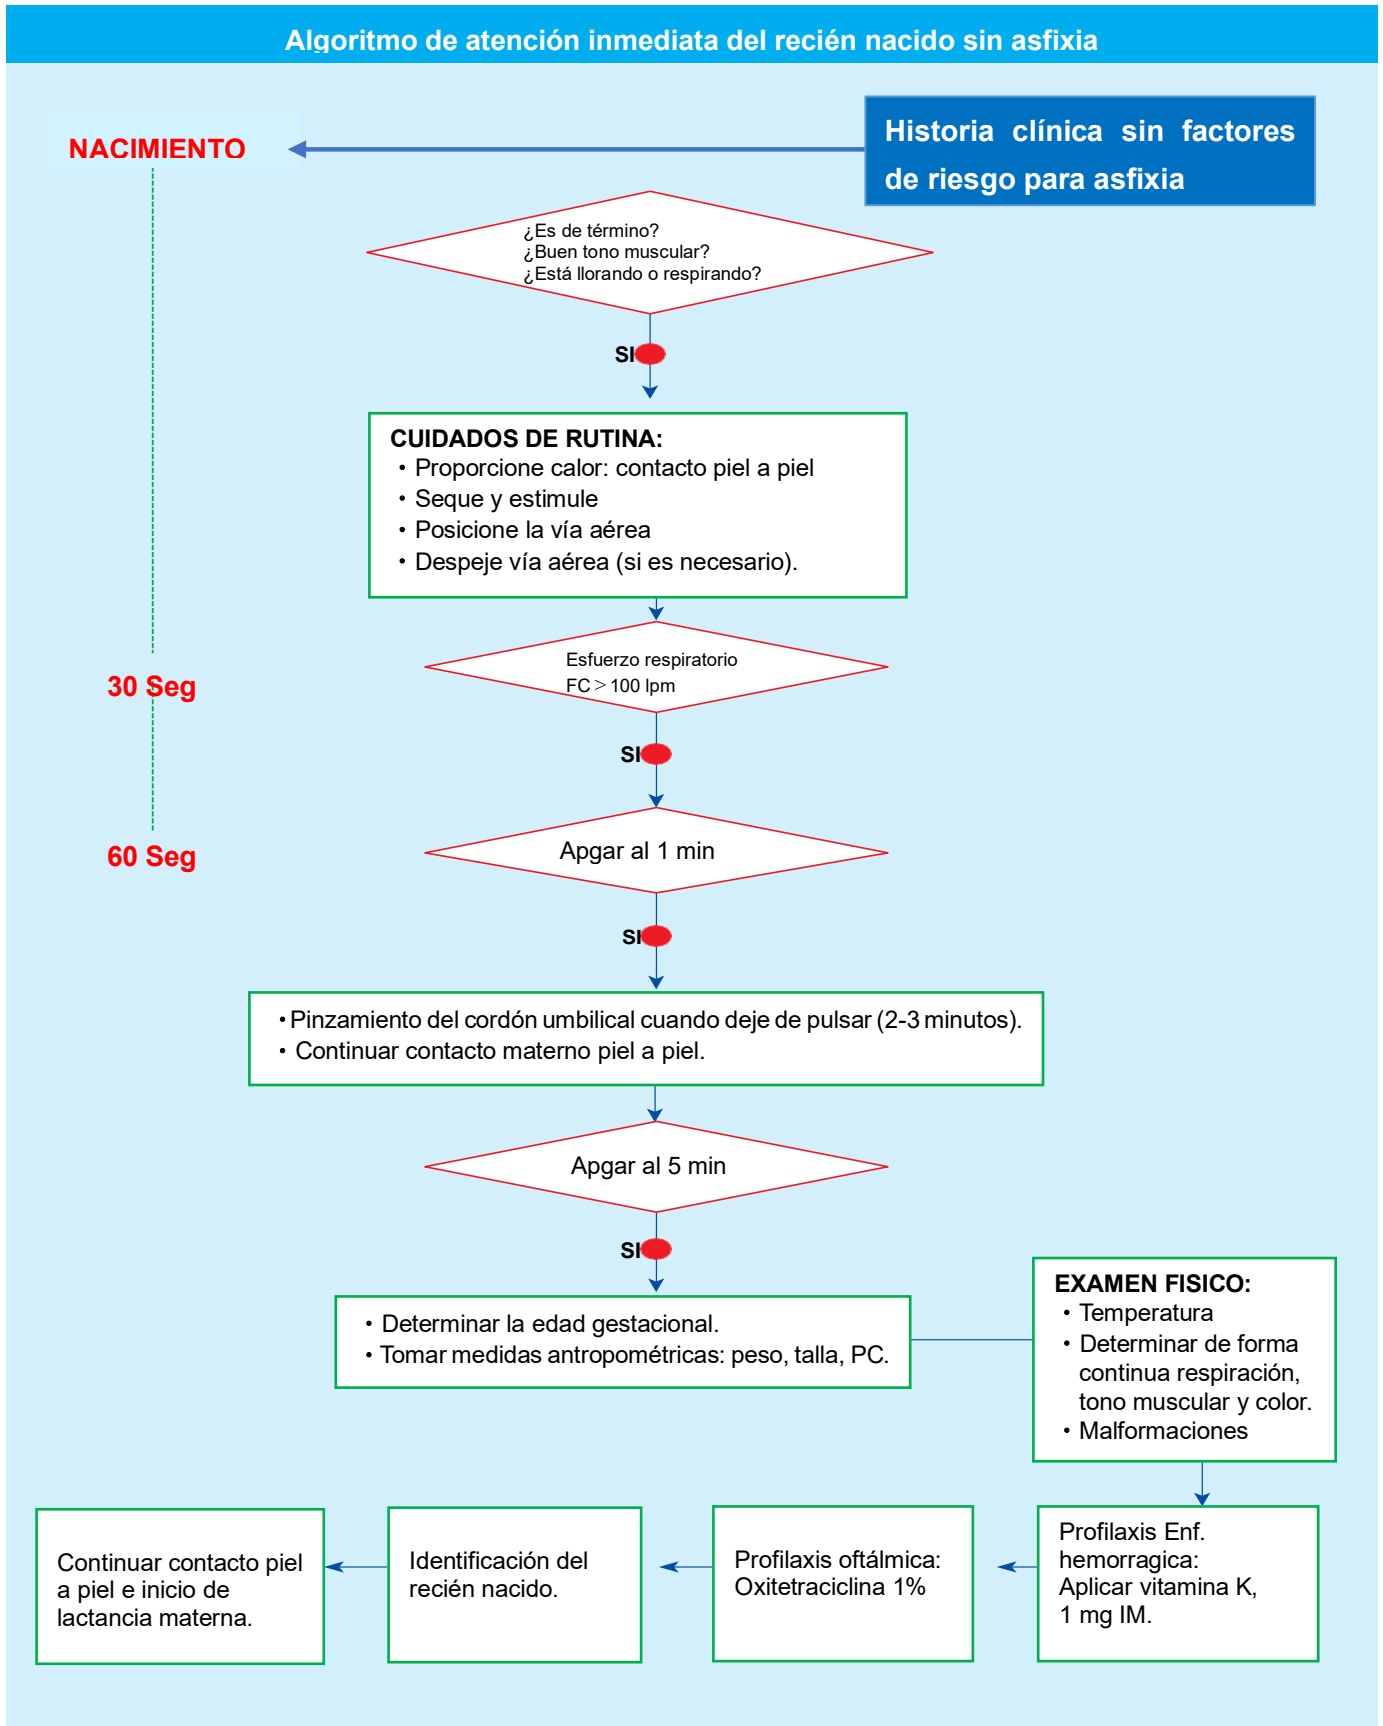 Algoritmo de atención inmediata del recién nacido sin asfixia
NACIMIENTO
Historia clínica sin factores
de riesgo para asfixia
¿Es de término?
¿Buen tono muscular?
¿Está llorando o respirando?
SI
CUIDADOS DE RUTINA:
• Proporcione calor: contacto piel a piel
• Seque y estimule
• Posicione la vía aérea
• Despeje vía aérea (si es necesario).
30 Seg
Esfuerzo respiratorio
FC > 100 lpm
SI
60 Seg
Apgar al 1 min
SI
• Pinzamiento del cordón umbilical cuando deje de pulsar (2-3 minutos).
• Continuar contacto materno piel a piel.
Apgar al 5 min
SI
• Determinar la edad gestacional.
• Tomar medidas antropométricas: peso, talla, PC.
EXAMEN FISICO:
• Temperatura
• Determinar de forma
continua respiración,
tono muscular y color.
• Malformaciones
Profilaxis Enf.
hemorragica:
Aplicar vitamina K,
1 mg IM.
Profilaxis oftálmica:
Oxitetraciclina 1%
Identificación del
recién nacido.
Continuar contacto piel
a piel e inicio de
lactancia materna.